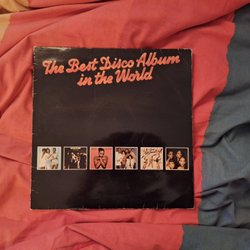 The Best Disco Album
in the World